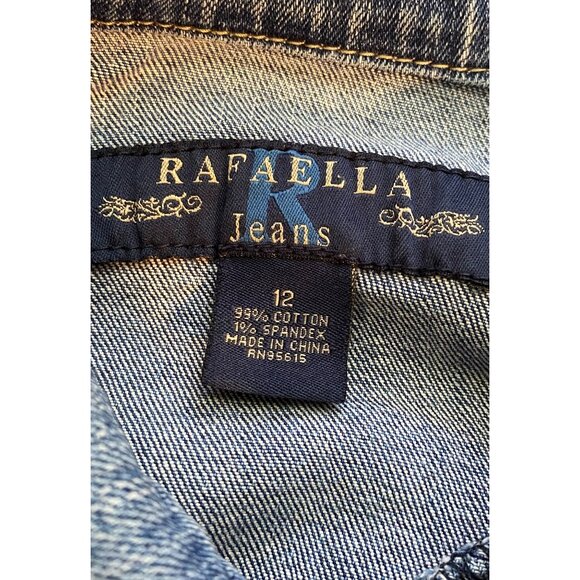 RAFAELLA
R
Jeans
12
99% COTTON
1% SPANDEX
MADE IN CHINA
RN95615